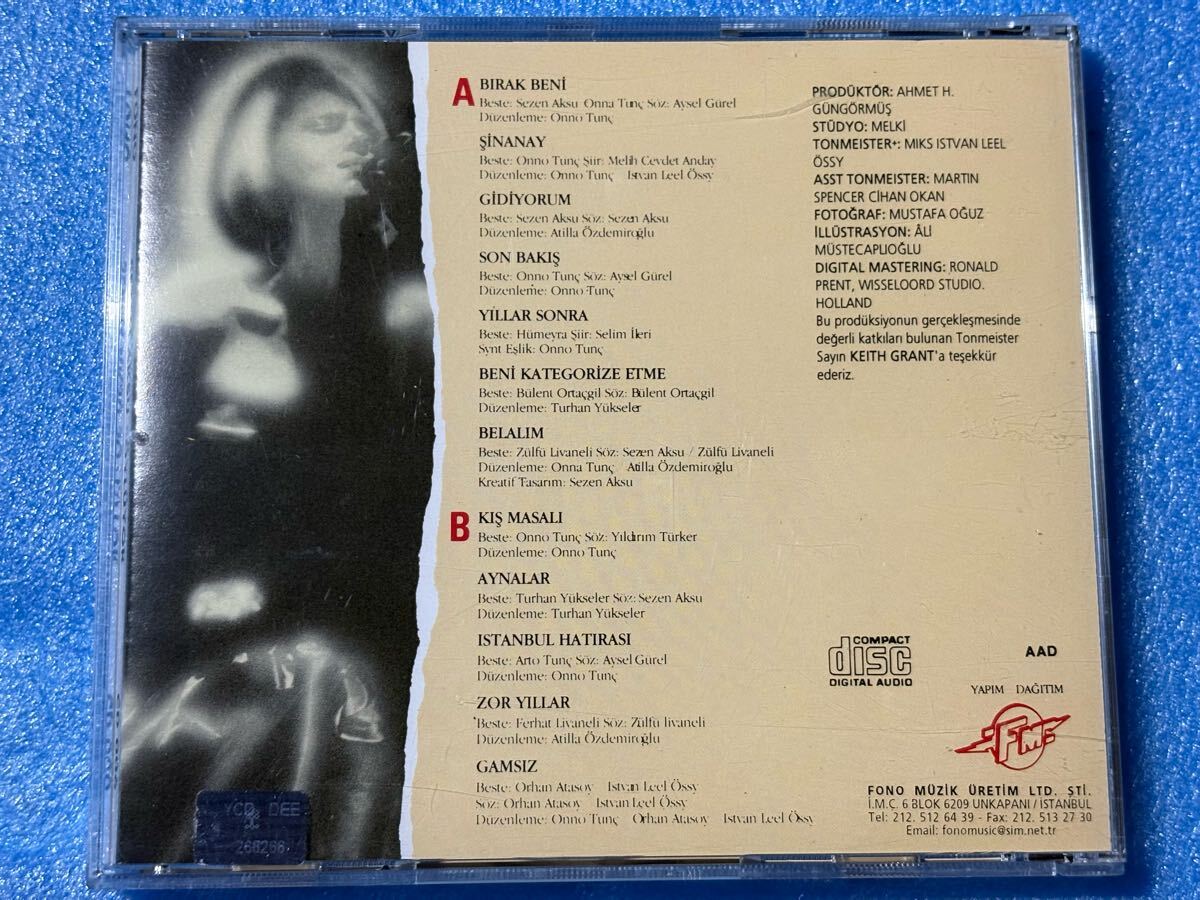 A
BIRAK BENİ
Beste: Sezen Aksu Onna Tunç Söz: Aysel Gürel
Düzenleme: Onno Tunç
ŞİNANAY
Beste: Onno Tunç Şiir: Melih Cevdet Anday
Düzenleme: Onno Tunç Istvan Leel Össy
GİDİYORUM
Beste: Sezen Aksu Söz: Sezen Aksu
Düzenleme: Atilla Özdemiroğlu
SON BAKIŞ
Beste: Onno Tunç Söz: Aysel Gürel
Düzenleme: Onno Tunç
YILLAR SONRA
Beste: Hümeyra Şiir: Selim İleri
Synt Eşlik: Onno Tunç
BENİ KATEGORİZE ETME
Beste: Bülent Ortaçgil Söz: Bülent Ortaçgil
Düzenleme: Turhan Yükseler
BELALIM
Beste: Zülfü Livaneli Söz: Sezen Aksu / Zülfü Livaneli
Düzenleme: Onna Tunç Atilla Özdemiroğlu
Kreatif Tasarım: Sezen Aksu
B
KIŞ MASALI
Beste: Onno Tunç Söz: Yıldırım Türker
Düzenleme: Onno Tunç
AYNALAR
Beste: Turhan Yükseler Söz: Sezen Aksu
Düzenleme: Turhan Yükseler
ISTANBUL HATIRASI
Beste: Arto Tunç Söz: Aysel Gürel
Düzenleme: Onno Tunç
ZOR YILLAR
Beste: Ferhat Livaneli Söz: Zülfü livaneli
Düzenleme: Atilla Özdemiroğlu
GAMSIZ
Beste: Orhan Atasoy Istvan Leel Össy
Söz: Orhan Atasoy Istvan Leel Össy
Düzenleme: Onno Tunç Orhan Atasoy Istvan Leel Össy
PRODÜKTÖR: AHMET H.
GÜNGÖRMÜŞ
STÜDYO: MELKİ
TONMEISTER+: MIKS ISTVAN LEEL
ÖSSY
ASST TONMEISTER: MARTIN
SPENCER CİHAN OKAN
FOTOĞRAF: MUSTAFA OĞUZ
İLLÜSTRASYON: ÂLİ
MÜSTECAPLIOĞLU
DIGITAL MASTERING: RONALD
PRENT, WISSELOORD STUDIO.
HOLLAND
Bu prodüksiyonun gerçekleşmesinde
değerli katkıları bulunan Tonmeister
Sayın KEITH GRANT'a teşekkür
ederiz.
COMPACT
disc
DIGITAL AUDIO
AAD
YAPIM DAĞITIM
FMF
FONO MÜZİK ÜRETİM LTD. ŞTİ.
İ.M.Ç. 6 BLOK 6209 UNKAPANI / İSTANBUL
Tel: 212. 512 64 39 - Fax: 212. 513 27 30
Email: fonomusic@sim.net.tr
YCD DEE
268268